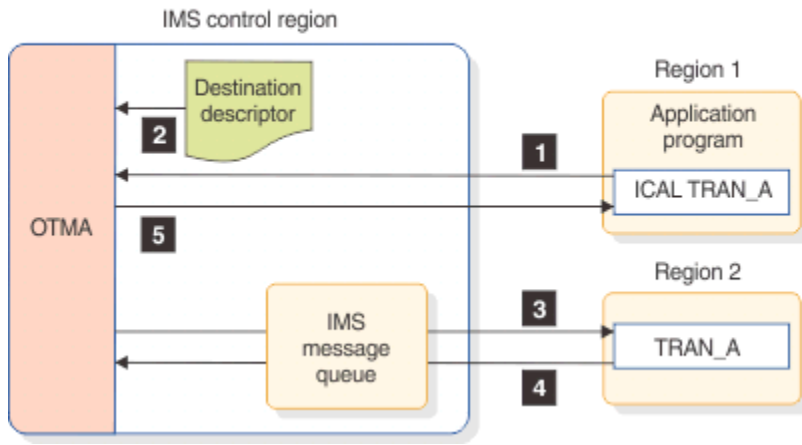 IMS control region
Destination
descriptor
2
1
5
OTMA
IMS
message
queue
3
4
Region 1
Application
program
ICAL TRAN_A
Region 2
TRAN_A